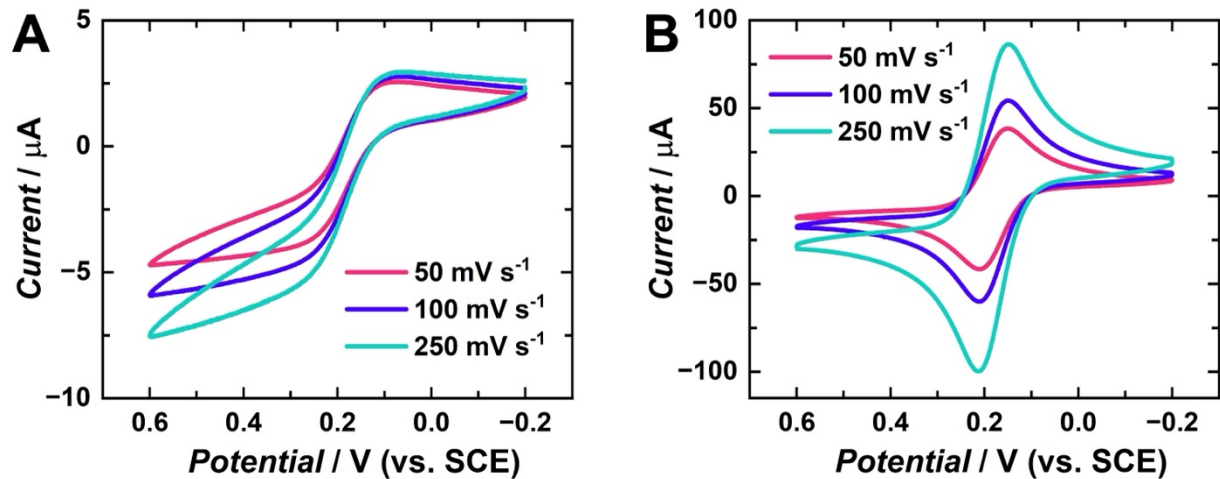 A
5
0
−5
−10
Current / μA
50 mV s⁻¹
100 mV s⁻¹
250 mV s⁻¹
0.6 0.4 0.2 0.0 −0.2
Potential / V (vs. SCE)
B
100
50
0
−50
−100
Current / μA
50 mV s⁻¹
100 mV s⁻¹
250 mV s⁻¹
0.6 0.4 0.2 0.0 −0.2
Potential / V (vs. SCE)